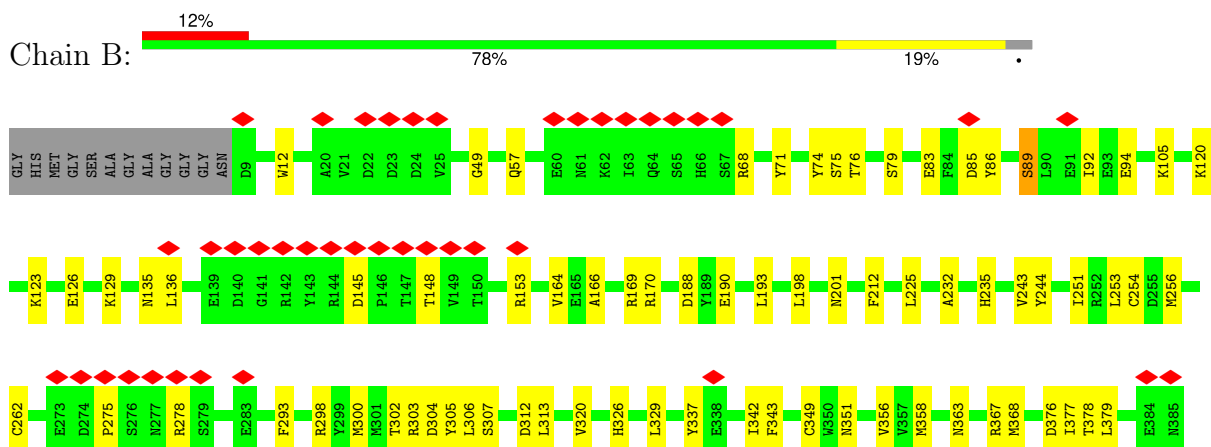 12%
Chain B:
78% 19% •
GLY HIS MET GLY SER ALA GLY ALA GLY GLY GLY ASN D9 W12 A20 V21 D22 D23 D24 V25 G49 Q57 E60 N61 K62 I63 Q64 S65 H66 S67 R68 Y71 Y74 S75 T76 S79 E83 F84 D85 Y86 S89 L90 E91 I92 E93 E94 K105 K120
K123 E126 K129 N135 L136 E139 D140 G141 R142 Y143 R144 D145 P146 T147 T148 V149 T150 R153 V164 E165 A166 R169 R170 D188 Y189 E190 L193 L198 N201 F212 L225 A232 H235 V243 Y244 I251 R252 L253 C254 D255 M256
C262 E273 D274 P275 S276 N277 R278 S279 E283 F293 R298 Y299 M300 M301 T302 R303 D304 Y305 L306 S307 D312 L313 V320 H326 L329 Y337 E338 I342 F343 C349 W350 N351 V356 V357 M358 N363 R367 M368 D376 I377 T378 L379 E384 N385